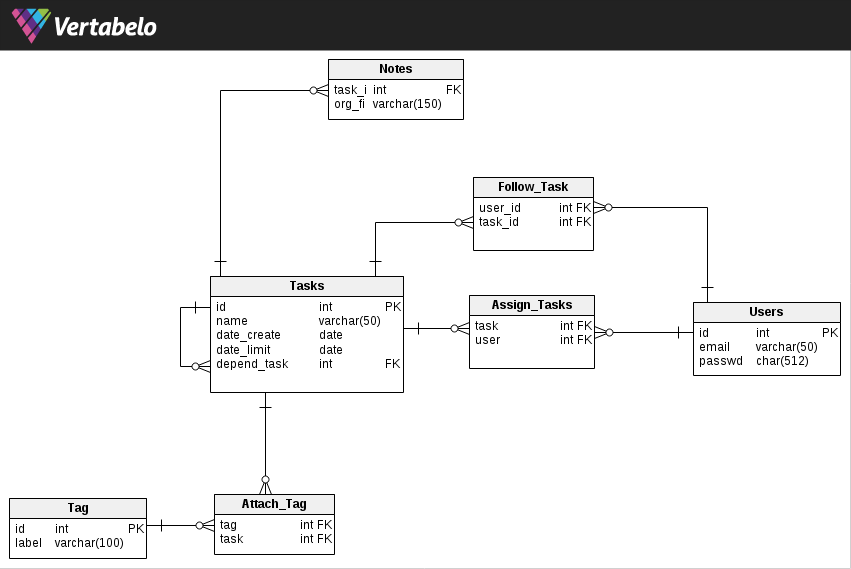 Vertabelo
Notes
task_i int FK
org_fi varchar(150)
Follow_Task
user_id int FK
task_id int FK
Tasks
id int PK
name varchar(50)
date_create date
date_limit date
depend_task int FK
Assign_Tasks
task int FK
user int FK
Users
id int PK
email varchar(50)
passwd char(512)
Tag
id int PK
label varchar(100)
Attach_Tag
tag int FK
task int FK